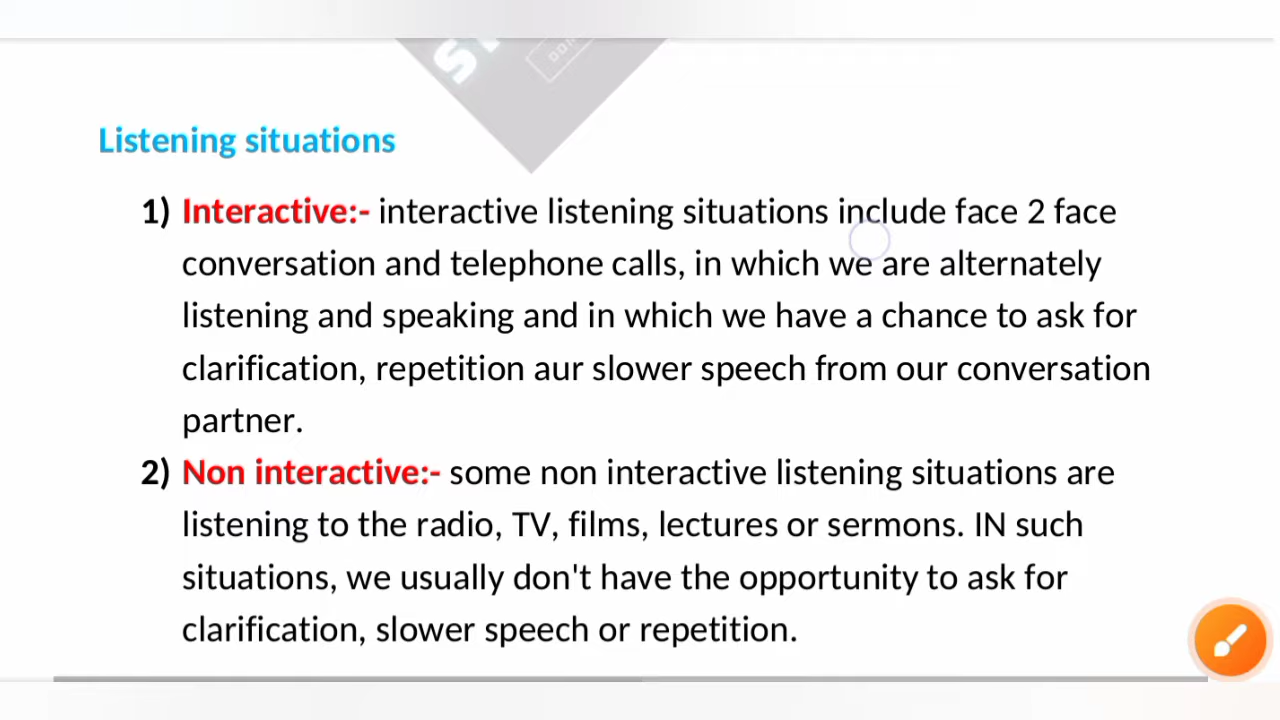 Listening situations
1) Interactive:- interactive listening situations include face 2 face
conversation and telephone calls, in which we are alternately
listening and speaking and in which we have a chance to ask for
clarification, repetition aur slower speech from our conversation
partner.
2) Non interactive:- some non interactive listening situations are
listening to the radio, TV, films, lectures or sermons. IN such
situations, we usually don't have the opportunity to ask for
clarification, slower speech or repetition.